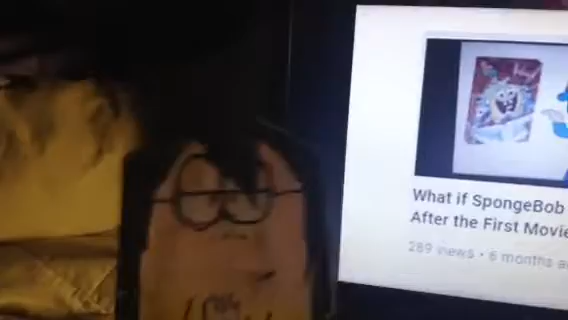 What if SpongeBob
After the First Movie
289 views • 6 months a